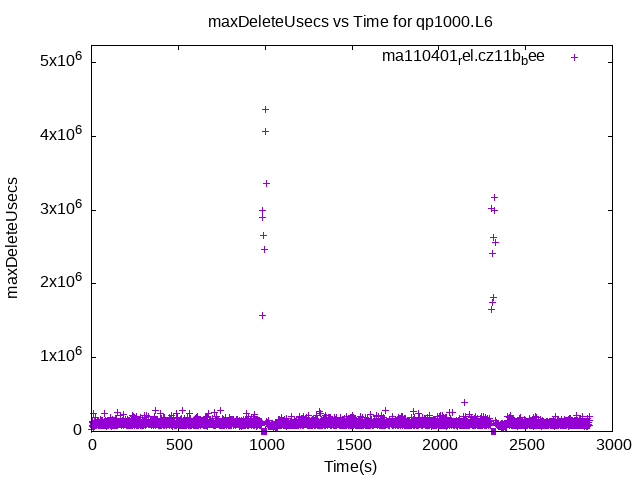 maxDeleteUsecs vs Time for qp1000.L6
ma110401rel.cz11bbee
5x10^6
4x10^6
3x10^6
2x10^6
1x10^6
0
maxDeleteUsecs
0 500 1000 1500 2000 2500 3000
Time(s)